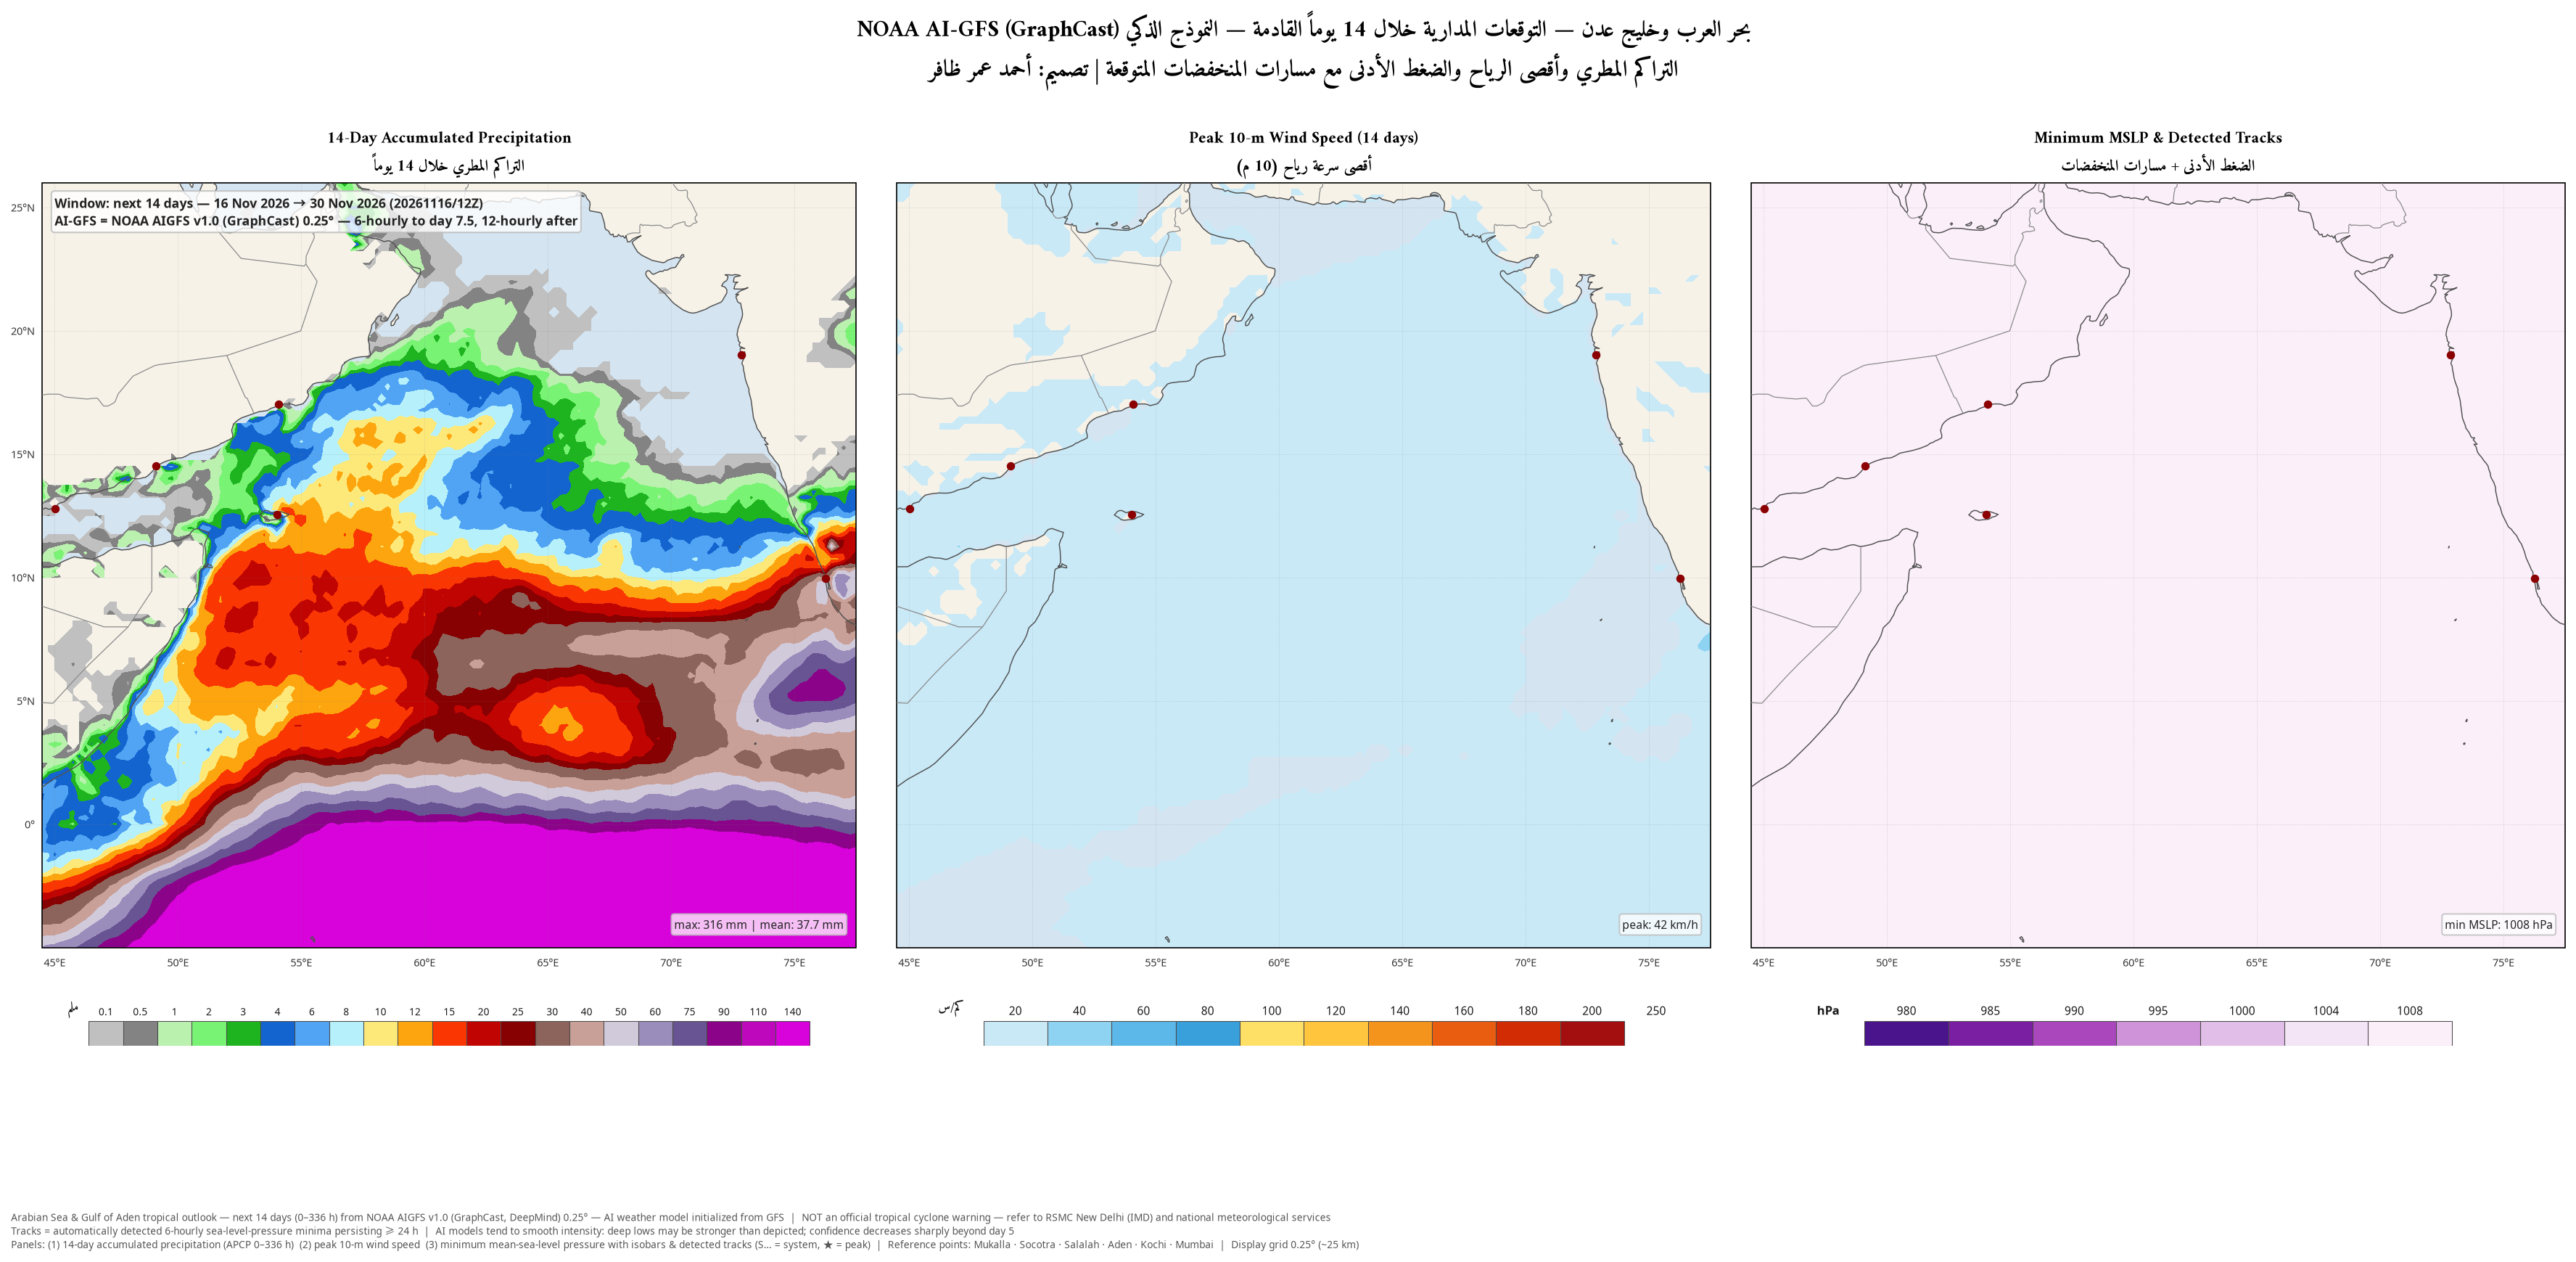 بحر العرب وخليج عدن — التوقعات المدارية خلال 14 يوماً القادمة — النموذج الذكي NOAA AI-GFS (GraphCast)
التراكم المطري وأقصى الرياح والضغط الأدنى مع مسارات المنخفضات المتوقعة | تصميم: أحمد عمر ظافر
14-Day Accumulated Precipitation
التراكم المطري خلال 14 يوماً
Window: next 14 days — 16 Nov 2026 → 30 Nov 2026 (20261116/12Z)
AI-GFS = NOAA AIGFS v1.0 (GraphCast) 0.25° — 6-hourly to day 7.5, 12-hourly after
25°N
20°N
15°N
10°N
5°N
0°
max: 316 mm | mean: 37.7 mm
45°E 50°E 55°E 60°E 65°E 70°E 75°E
ملم 0.1 0.5 1 2 3 4 6 8 10 12 15 20 25 30 40 50 60 75 90 110 140
Peak 10-m Wind Speed (14 days)
أقصى سرعة رياح (10 م)
peak: 42 km/h
45°E 50°E 55°E 60°E 65°E 70°E 75°E
كم/س 20 40 60 80 100 120 140 160 180 200 250
Minimum MSLP & Detected Tracks
الضغط الأدنى + مسارات المنخفضات
min MSLP: 1008 hPa
45°E 50°E 55°E 60°E 65°E 70°E 75°E
hPa 980 985 990 995 1000 1004 1008
Arabian Sea & Gulf of Aden tropical outlook — next 14 days (0–336 h) from NOAA AIGFS v1.0 (GraphCast, DeepMind) 0.25° — AI weather model initialized from GFS | NOT an official tropical cyclone warning — refer to RSMC New Delhi (IMD) and national meteorological services
Tracks = automatically detected 6-hourly sea-level-pressure minima persisting ⩾ 24 h | AI models tend to smooth intensity: deep lows may be stronger than depicted; confidence decreases sharply beyond day 5
Panels: (1) 14-day accumulated precipitation (APCP 0–336 h) (2) peak 10-m wind speed (3) minimum mean-sea-level pressure with isobars & detected tracks (S… = system, ★ = peak) | Reference points: Mukalla · Socotra · Salalah · Aden · Kochi · Mumbai | Display grid 0.25° (~25 km)